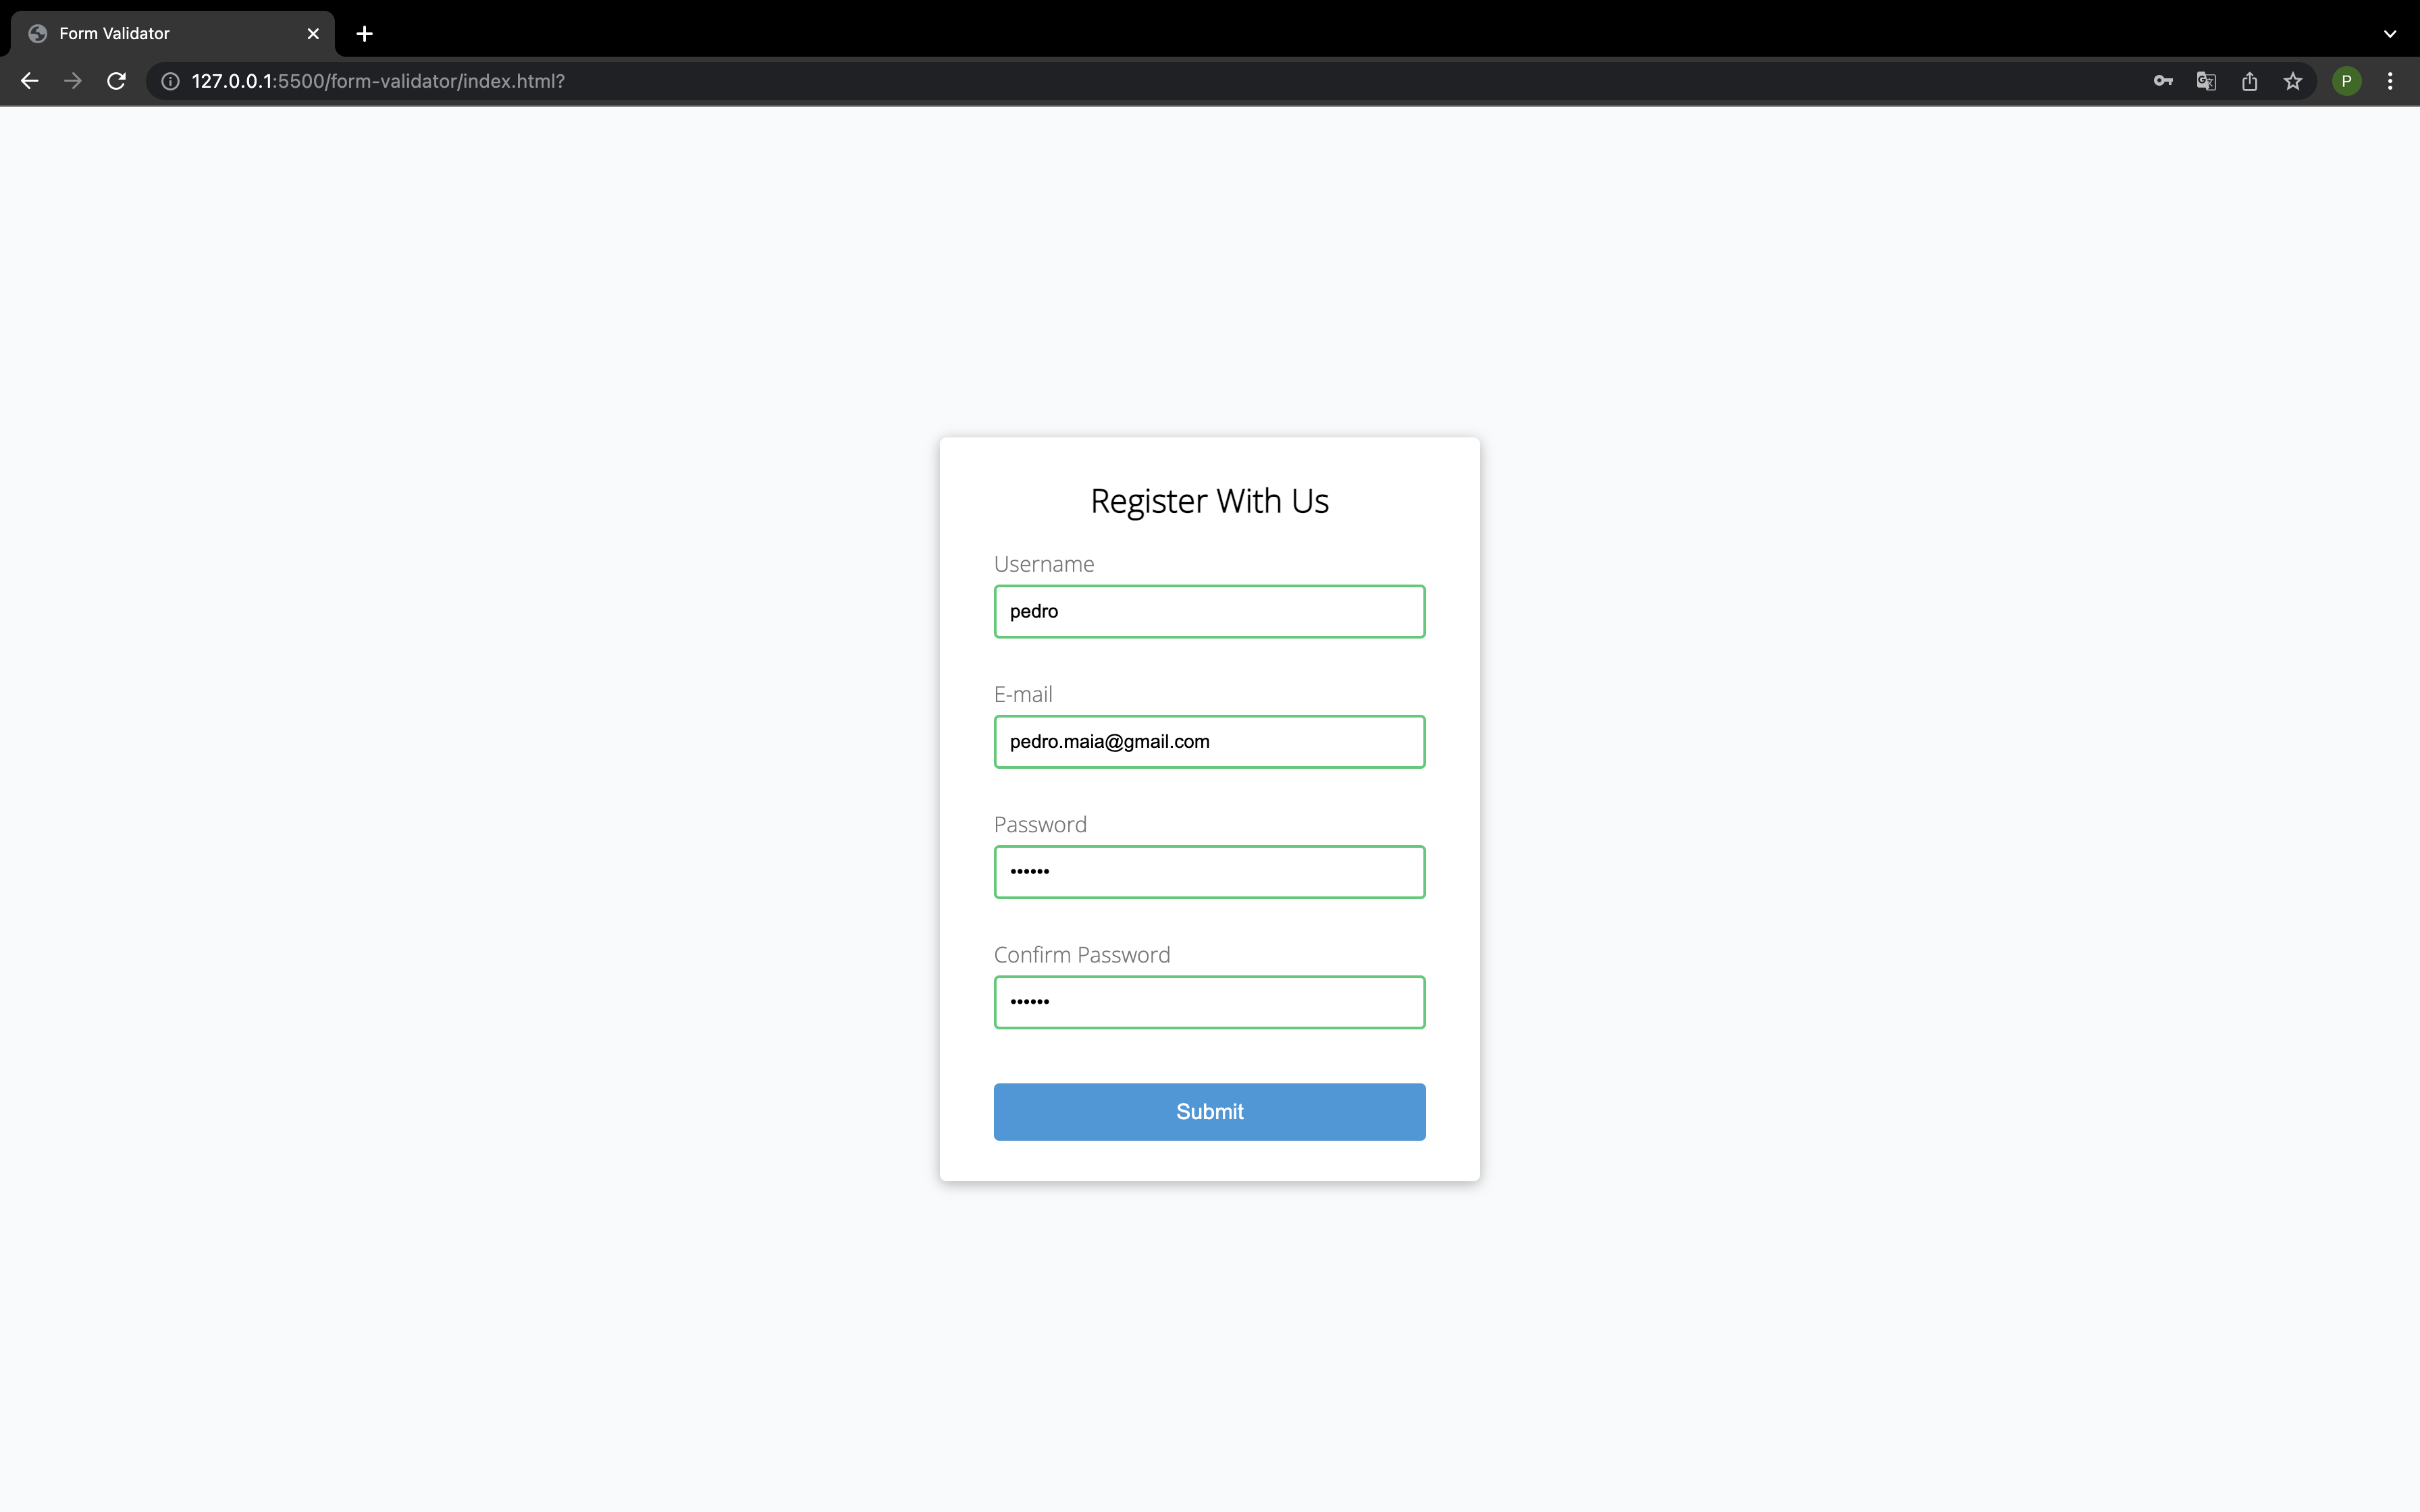 Form Validator
127.0.0.1:5500/form-validator/index.html?
P
Register With Us
Username
pedro
E-mail
pedro.maia@gmail.com
Password
••••••
Confirm Password
••••••
Submit